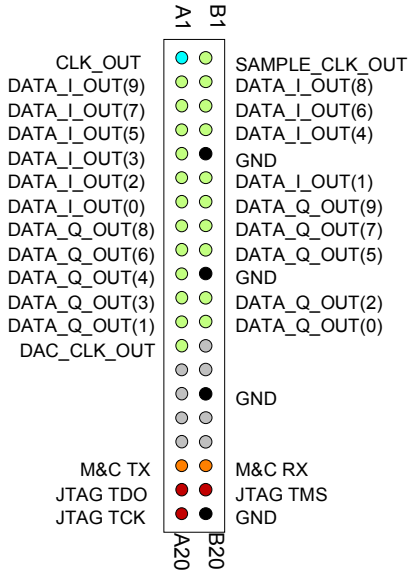 A1 B1
CLK_OUT SAMPLE_CLK_OUT
DATA_I_OUT(9) DATA_I_OUT(8)
DATA_I_OUT(7) DATA_I_OUT(6)
DATA_I_OUT(5) DATA_I_OUT(4)
DATA_I_OUT(3) GND
DATA_I_OUT(2) DATA_I_OUT(1)
DATA_I_OUT(0) DATA_Q_OUT(9)
DATA_Q_OUT(8) DATA_Q_OUT(7)
DATA_Q_OUT(6) DATA_Q_OUT(5)
DATA_Q_OUT(4) GND
DATA_Q_OUT(3) DATA_Q_OUT(2)
DATA_Q_OUT(1) DATA_Q_OUT(0)
DAC_CLK_OUT
GND
M&C TX M&C RX
JTAG TDO JTAG TMS
JTAG TCK GND
A20 B20